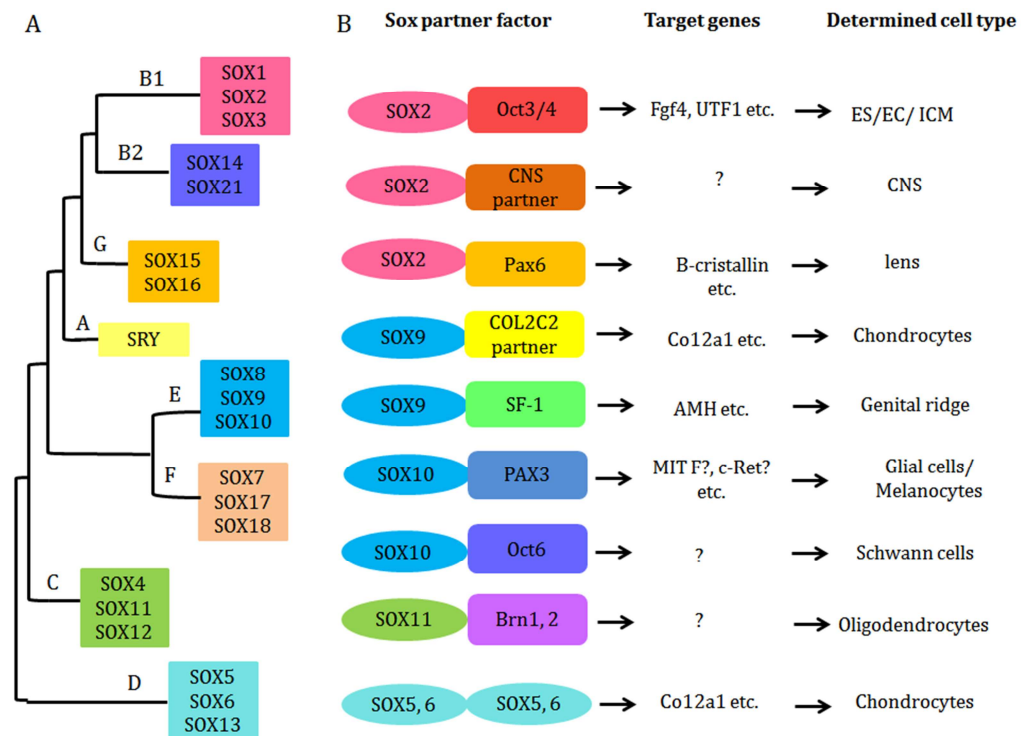 A
B1
SOX1
SOX2
SOX3
B2
SOX14
SOX21
G
SOX15
SOX16
A
SRY
E
SOX8
SOX9
SOX10
F
SOX7
SOX17
SOX18
C
SOX4
SOX11
SOX12
D
SOX5
SOX6
SOX13
B
Sox partner factor
Target genes
Determined cell type
SOX2
Oct3/4
Fgf4, UTF1 etc.
ES/EC/ ICM
SOX2
CNS
partner
?
CNS
SOX2
Pax6
B-cristallin
etc.
lens
SOX9
COL2C2
partner
Co12a1 etc.
Chondrocytes
SOX9
SF-1
AMH etc.
Genital ridge
SOX10
PAX3
MIT F?, c-Ret?
etc.
Glial cells/
Melanocytes
SOX10
Oct6
?
Schwann cells
SOX11
Brn1, 2
?
Oligodendrocytes
SOX5, 6
SOX5, 6
Co12a1 etc.
Chondrocytes